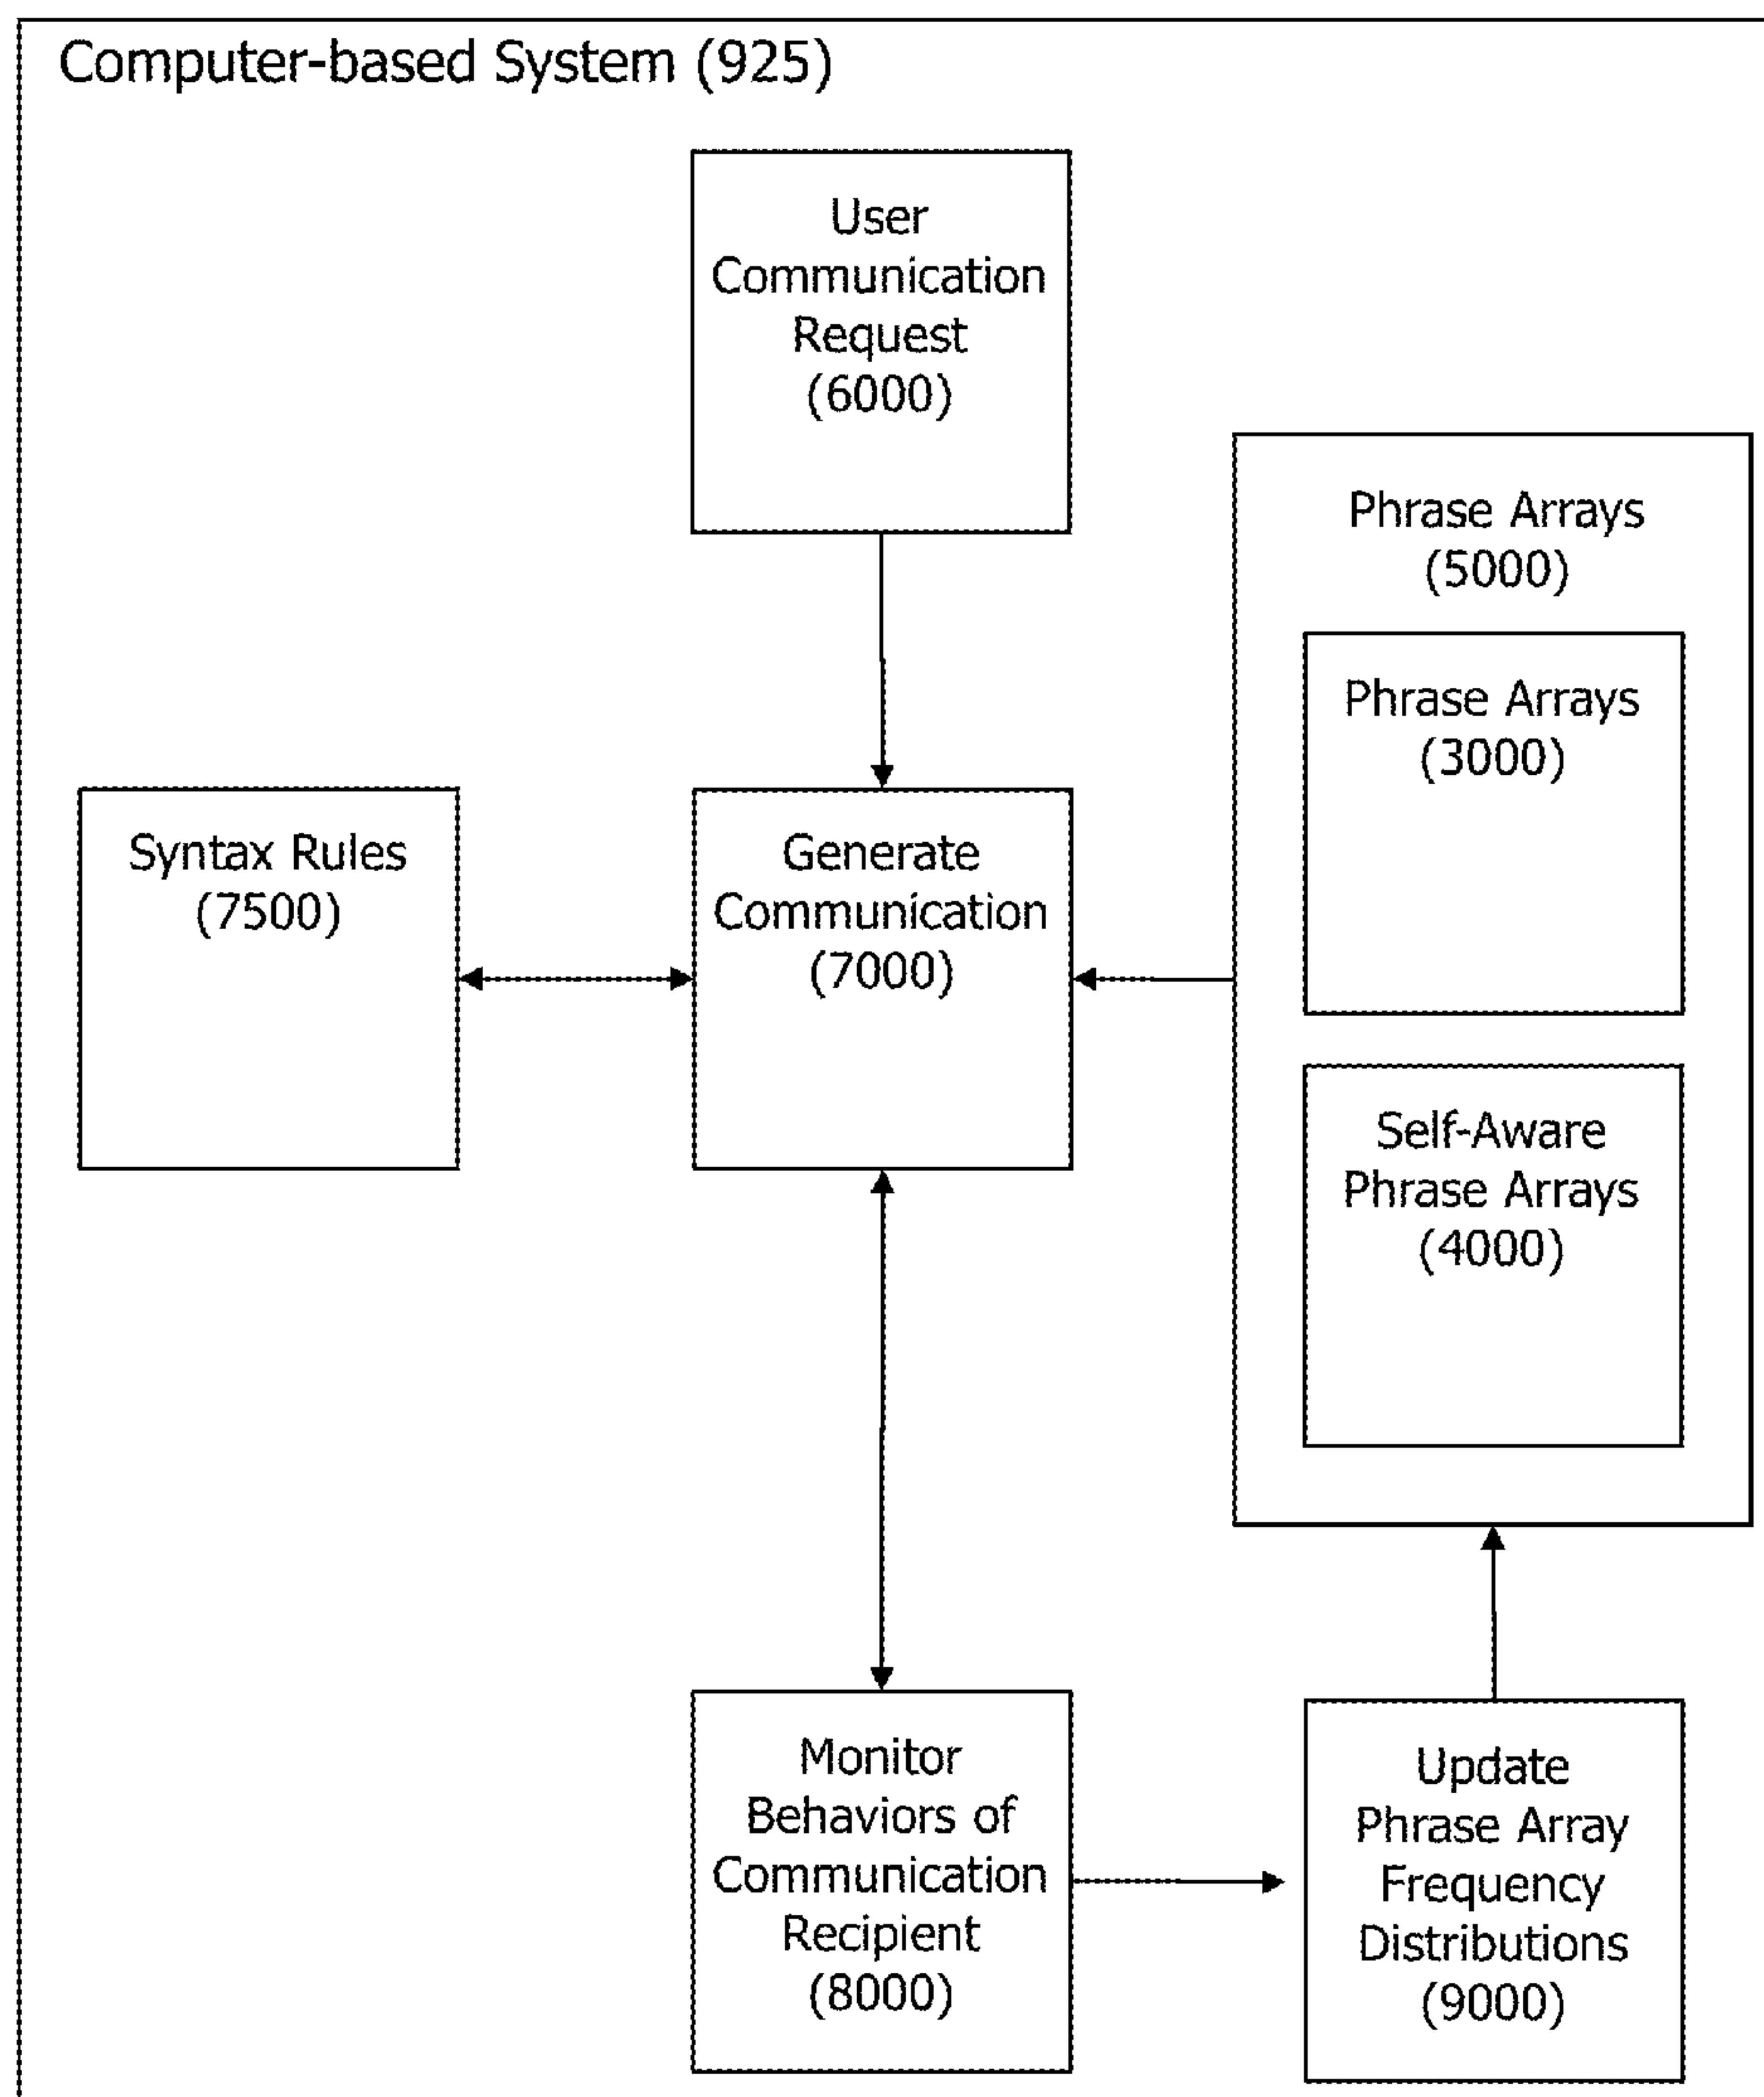 Computer-based System (925)
User
Communication
Request
(6000)
Phrase Arrays
(5000)
Phrase Arrays
(3000)
Syntax Rules
(7500)
Generate
Communication
(7000)
Self-Aware
Phrase Arrays
(4000)
Monitor
Behaviors of
Communication
Recipient
(8000)
Update
Phrase Array
Frequency
Distributions
(9000)